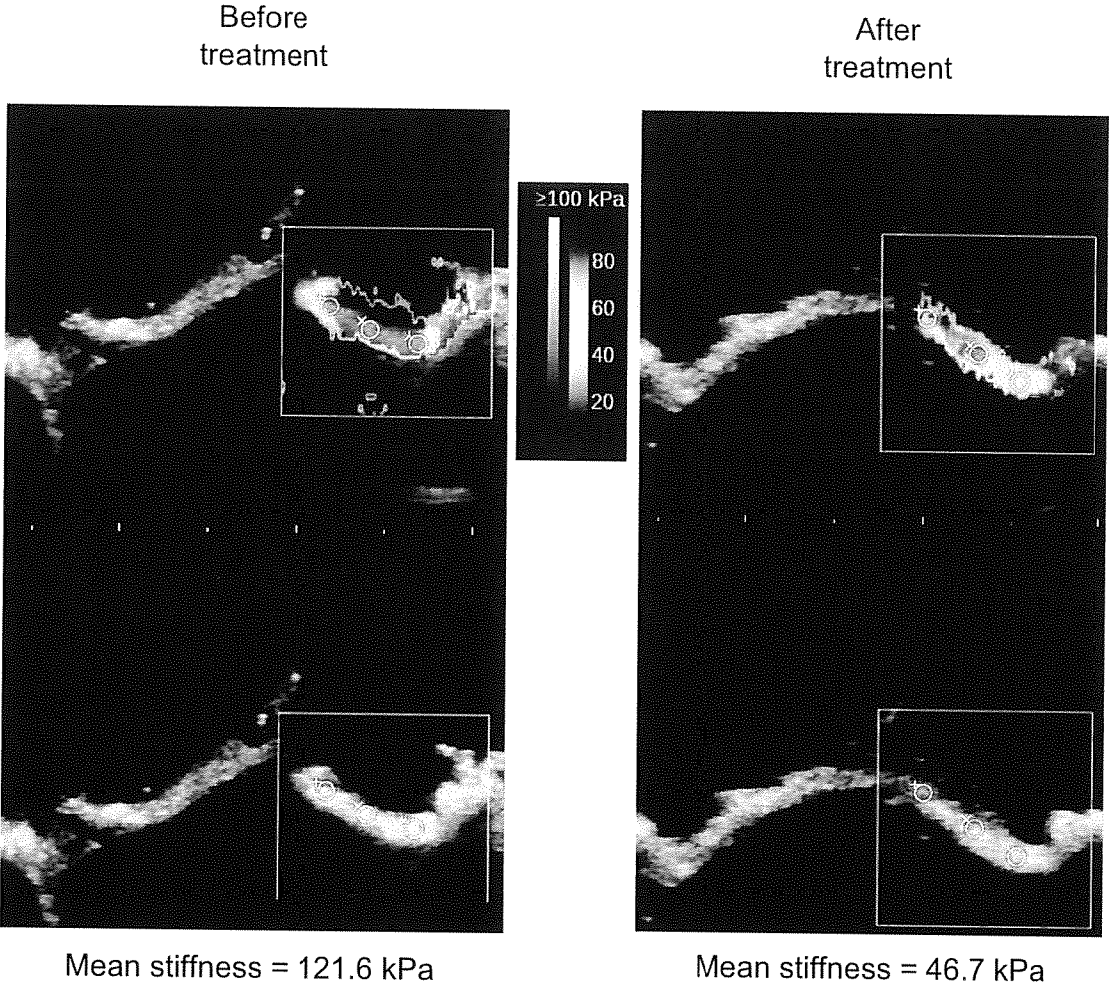 Before
treatment
After
treatment
≥100 kPa
80
60
40
20
Mean stiffness = 121.6 kPa
Mean stiffness = 46.7 kPa